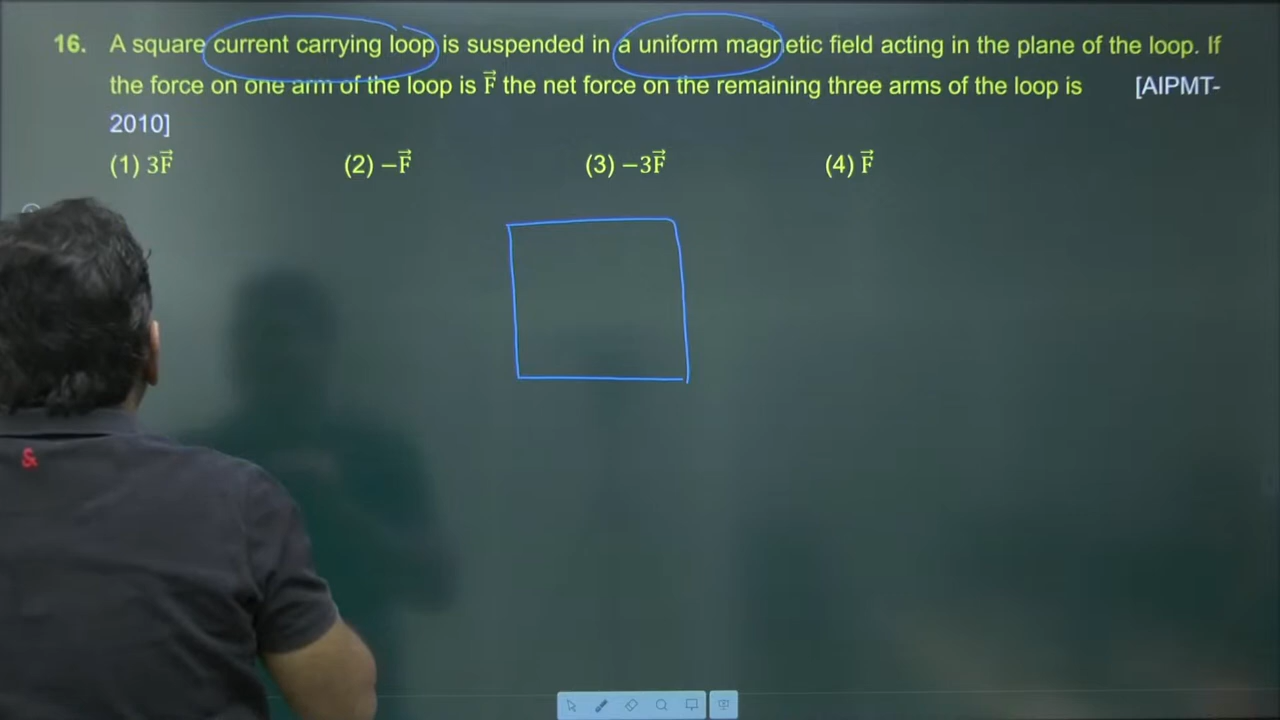 16. A square current carrying loop is suspended in a uniform magnetic field acting in the plane of the loop. If
the force on one arm of the loop is F⃗ the net force on the remaining three arms of the loop is [AIPMT-
2010]
(1) 3F⃗ (2) −F⃗ (3) −3F⃗ (4) F⃗
&